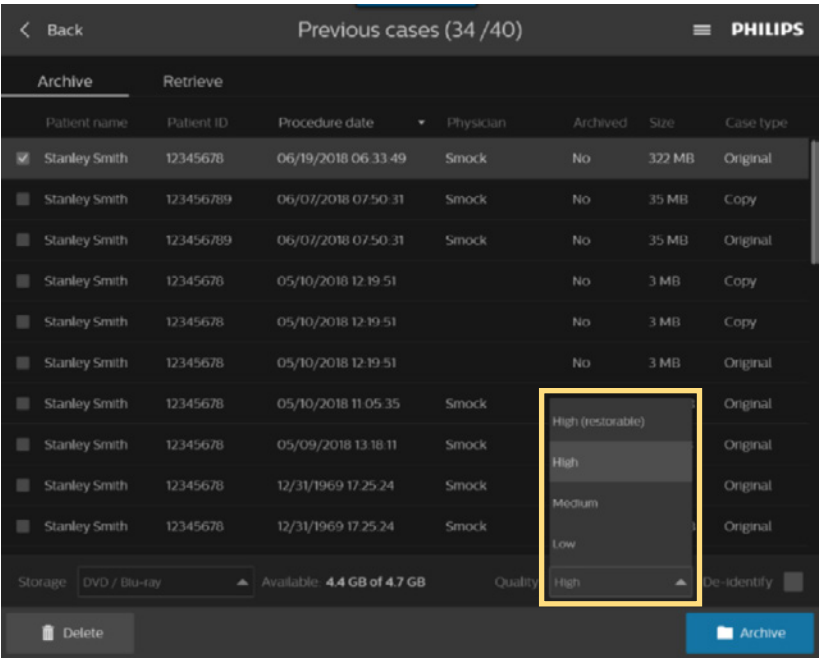 Back Previous cases (34 /40) PHILIPS
Archive Retrieve
Patient name Patient ID Procedure date Physician Archived Size Case type
Stanley Smith 12345678 06/19/2018 06:33:49 Smock No 322 MB Original
Stanley Smith 123456789 06/07/2018 07:50:31 Smock No 35 MB Copy
Stanley Smith 123456789 06/07/2018 07:50:31 Smock No 35 MB Original
Stanley Smith 12345678 05/10/2018 12:19:51 No 3 MB Copy
Stanley Smith 12345678 05/10/2018 12:19:51 No 3 MB Copy
Stanley Smith 12345678 05/10/2018 12:19:51 No 3 MB Original
Stanley Smith 12345678 05/10/2018 11:05:35 Smock Original
High (restorable)
Stanley Smith 12345678 05/09/2018 13:18:11 Smock Original
High
Stanley Smith 12345678 12/31/1969 17:25:24 Smock Original
Medium
Stanley Smith 12345678 12/31/1969 17:25:24 Smock Original
Low
Storage DVD / Blu-ray Available: 4.4 GB of 4.7 GB Quality High De-Identify
Delete Archive